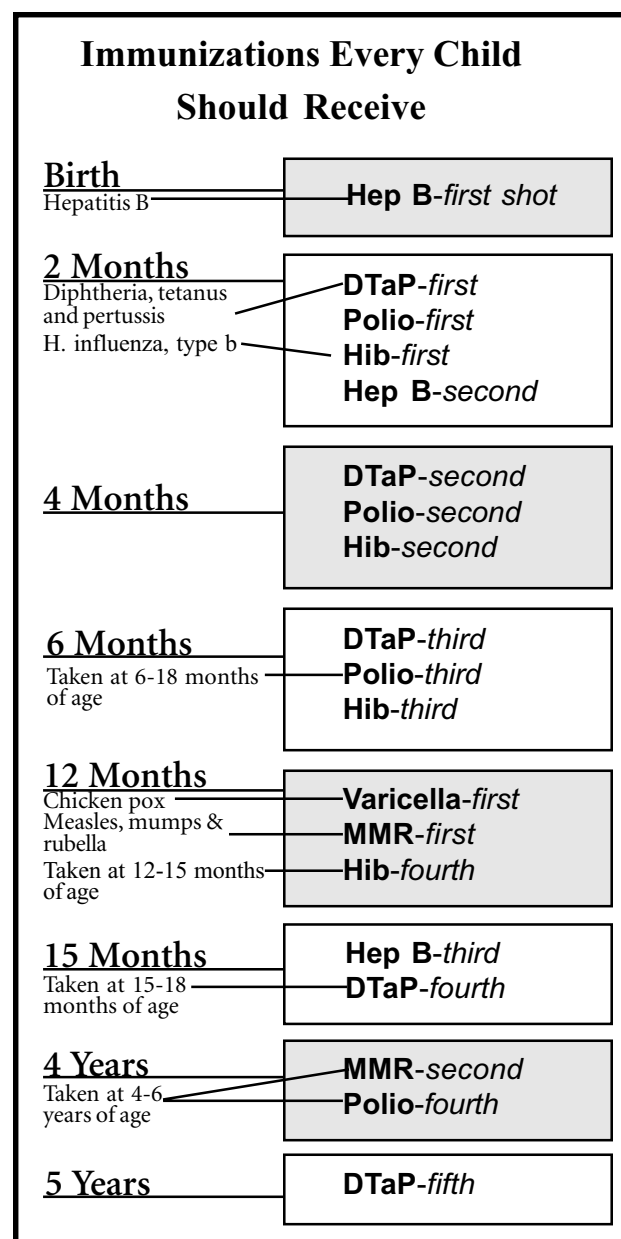 Immunizations Every Child
Should Receive
Birth
Hepatitis B
Hep B-first shot
2 Months
Diphtheria, tetanus
and pertussis
H. influenza, type b
DTaP-first
Polio-first
Hib-first
Hep B-second
4 Months
DTaP-second
Polio-second
Hib-second
6 Months
Taken at 6-18 months
of age
DTaP-third
Polio-third
Hib-third
12 Months
Chicken pox
Measles, mumps &
rubella
Taken at 12-15 months
of age
Varicella-first
MMR-first
Hib-fourth
15 Months
Taken at 15-18
months of age
Hep B-third
DTaP-fourth
4 Years
Taken at 4-6
years of age
MMR-second
Polio-fourth
5 Years
DTaP-fifth